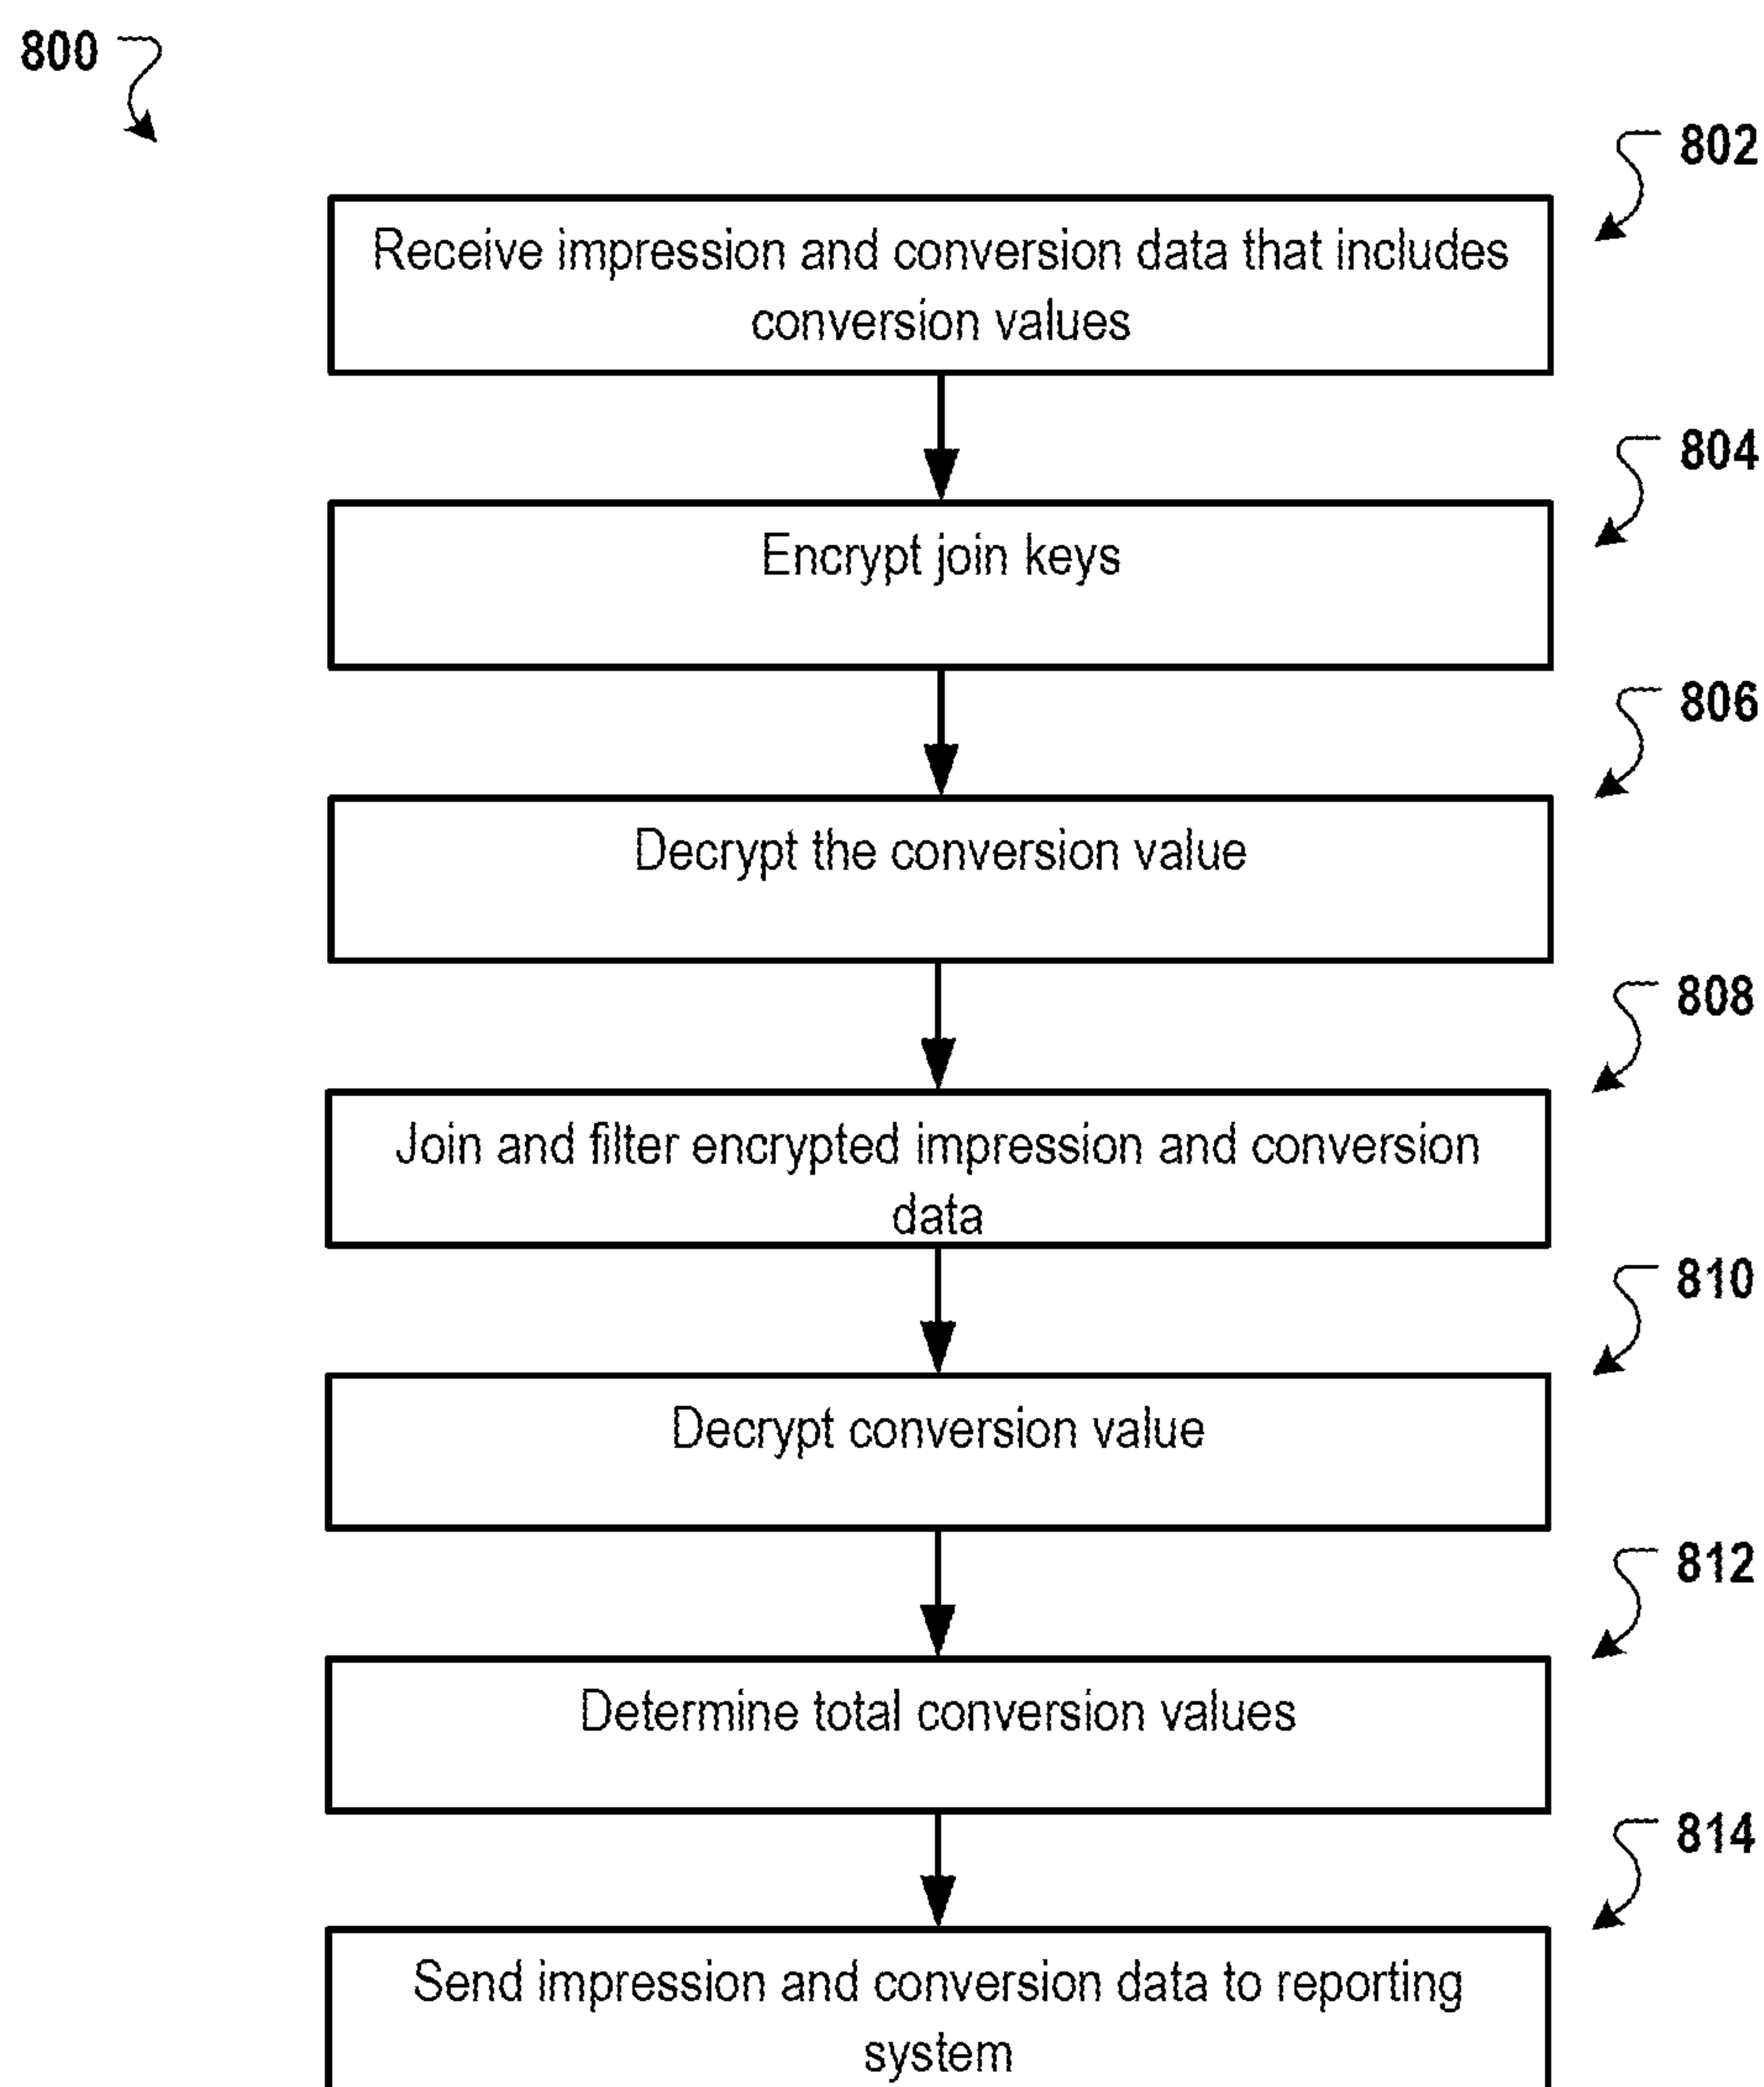 800
802
Receive impression and conversion data that includes
conversion values
804
Encrypt join keys
806
Decrypt the conversion value
808
Join and filter encrypted impression and conversion
data
810
Decrypt conversion value
812
Determine total conversion values
814
Send impression and conversion data to reporting
system